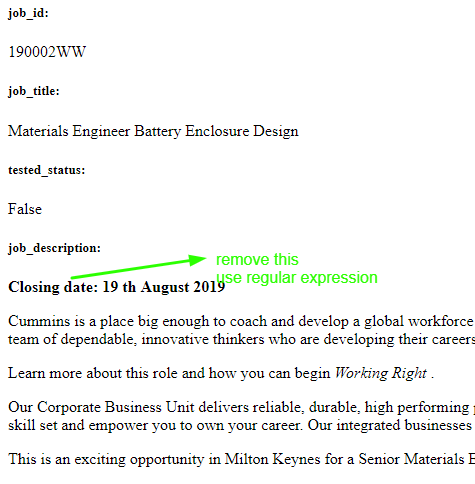 job_id:
190002WW
job_title:
Materials Engineer Battery Enclosure Design
tested_status:
False
job_description:
remove this
use regular expression
Closing date: 19 th August 2019
Cummins is a place big enough to coach and develop a global workforce
team of dependable, innovative thinkers who are developing their careers
Learn more about this role and how you can begin Working Right .
Our Corporate Business Unit delivers reliable, durable, high performing
skill set and empower you to own your career. Our integrated businesses
This is an exciting opportunity in Milton Keynes for a Senior Materials